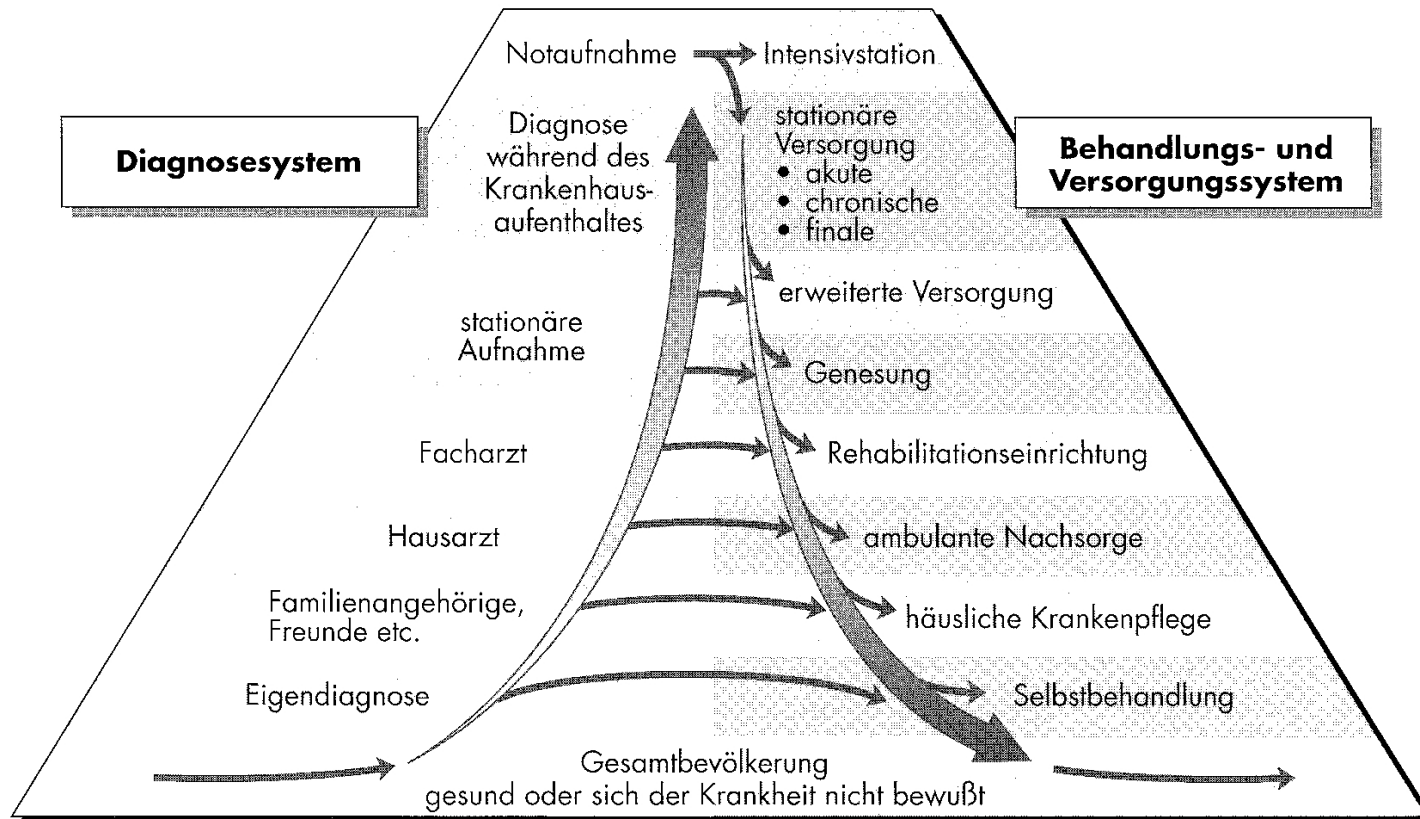 Notaufnahme
Intensivstation
Diagnosesystem
Diagnose
während des
Krankenhaus-
aufenthaltes
stationäre
Versorgung
• akute
• chronische
• finale
Behandlungs- und
Versorgungssystem
stationäre
Aufnahme
erweiterte Versorgung
Genesung
Facharzt
Rehabilitationseinrichtung
Hausarzt
ambulante Nachsorge
Familienangehörige,
Freunde etc.
häusliche Krankenpflege
Eigendiagnose
Selbstbehandlung
Gesamtbevölkerung
gesund oder sich der Krankheit nicht bewußt